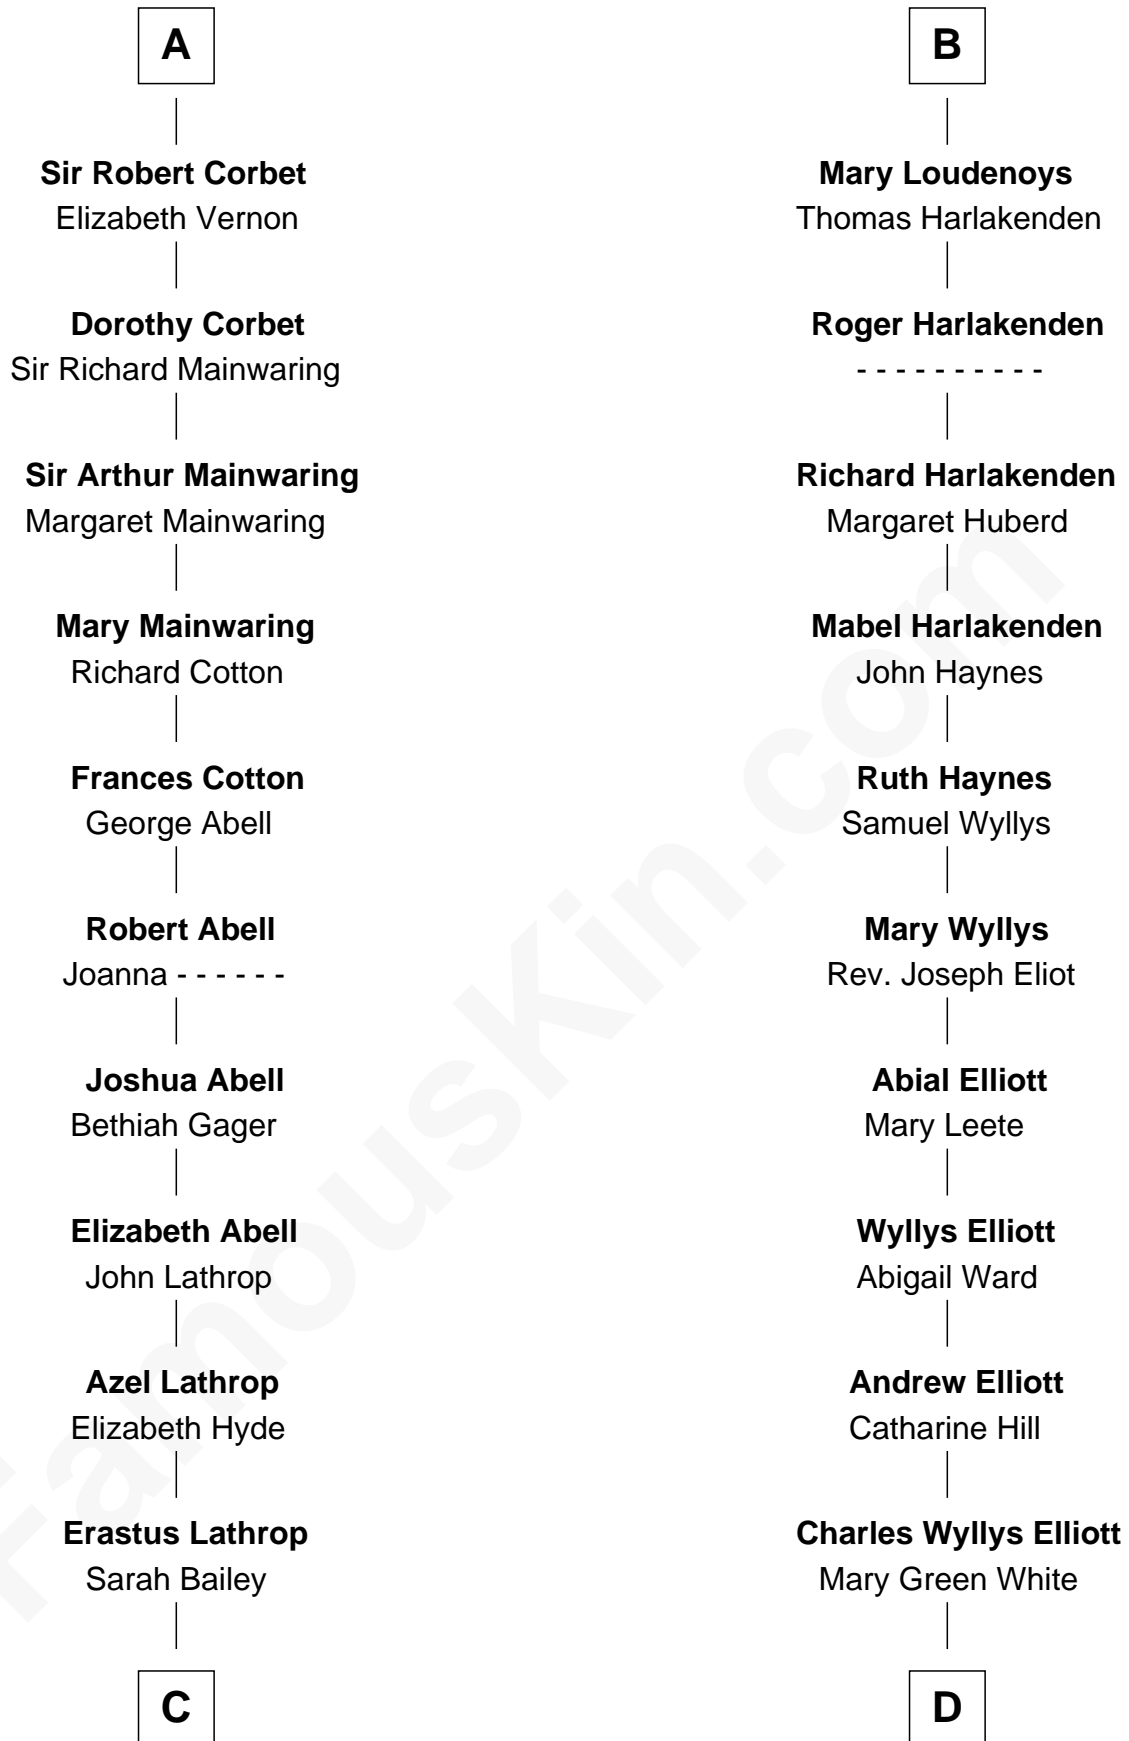 A
Sir Robert Corbet
Elizabeth Vernon
Dorothy Corbet
Sir Richard Mainwaring
Sir Arthur Mainwaring
Margaret Mainwaring
Mary Mainwaring
Richard Cotton
Frances Cotton
George Abell
Robert Abell
Joanna - - - - - -
Joshua Abell
Bethiah Gager
Elizabeth Abell
John Lathrop
Azel Lathrop
Elizabeth Hyde
Erastus Lathrop
Sarah Bailey
C
B
Mary Loudenoys
Thomas Harlakenden
Roger Harlakenden
- - - - - - - - - -
Richard Harlakenden
Margaret Huberd
Mabel Harlakenden
John Haynes
Ruth Haynes
Samuel Wyllys
Mary Wyllys
Rev. Joseph Eliot
Abial Elliott
Mary Leete
Wyllys Elliott
Abigail Ward
Andrew Elliott
Catharine Hill
Charles Wyllys Elliott
Mary Green White
D
FamousKin.com